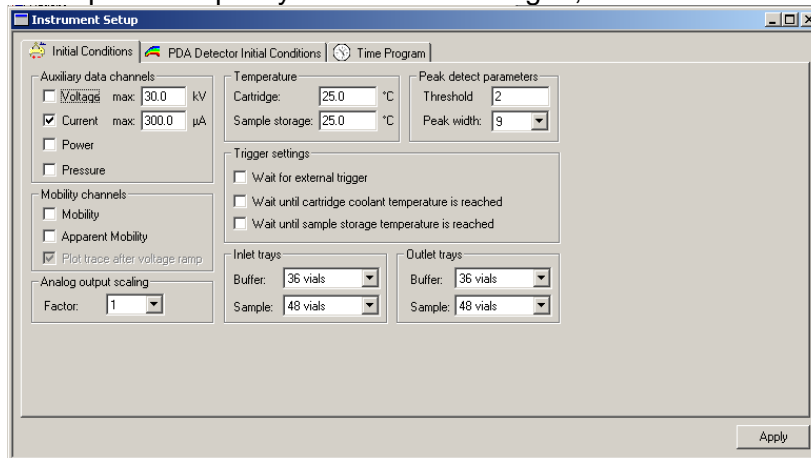 Instrument Setup
Initial Conditions PDA Detector Initial Conditions Time Program
Auxiliary data channels
Voltage max: 30.0 kV
Current max: 300.0 µA
Power
Pressure
Mobility channels
Mobility
Apparent Mobility
Plot trace after voltage ramp
Analog output scaling
Factor: 1
Temperature
Cartridge: 25.0 °C
Sample storage: 25.0 °C
Peak detect parameters
Threshold 2
Peak width: 9
Trigger settings
Wait for external trigger
Wait until cartridge coolant temperature is reached
Wait until sample storage temperature is reached
Inlet trays
Buffer: 36 vials
Sample: 48 vials
Outlet trays
Buffer: 36 vials
Sample: 48 vials
Apply